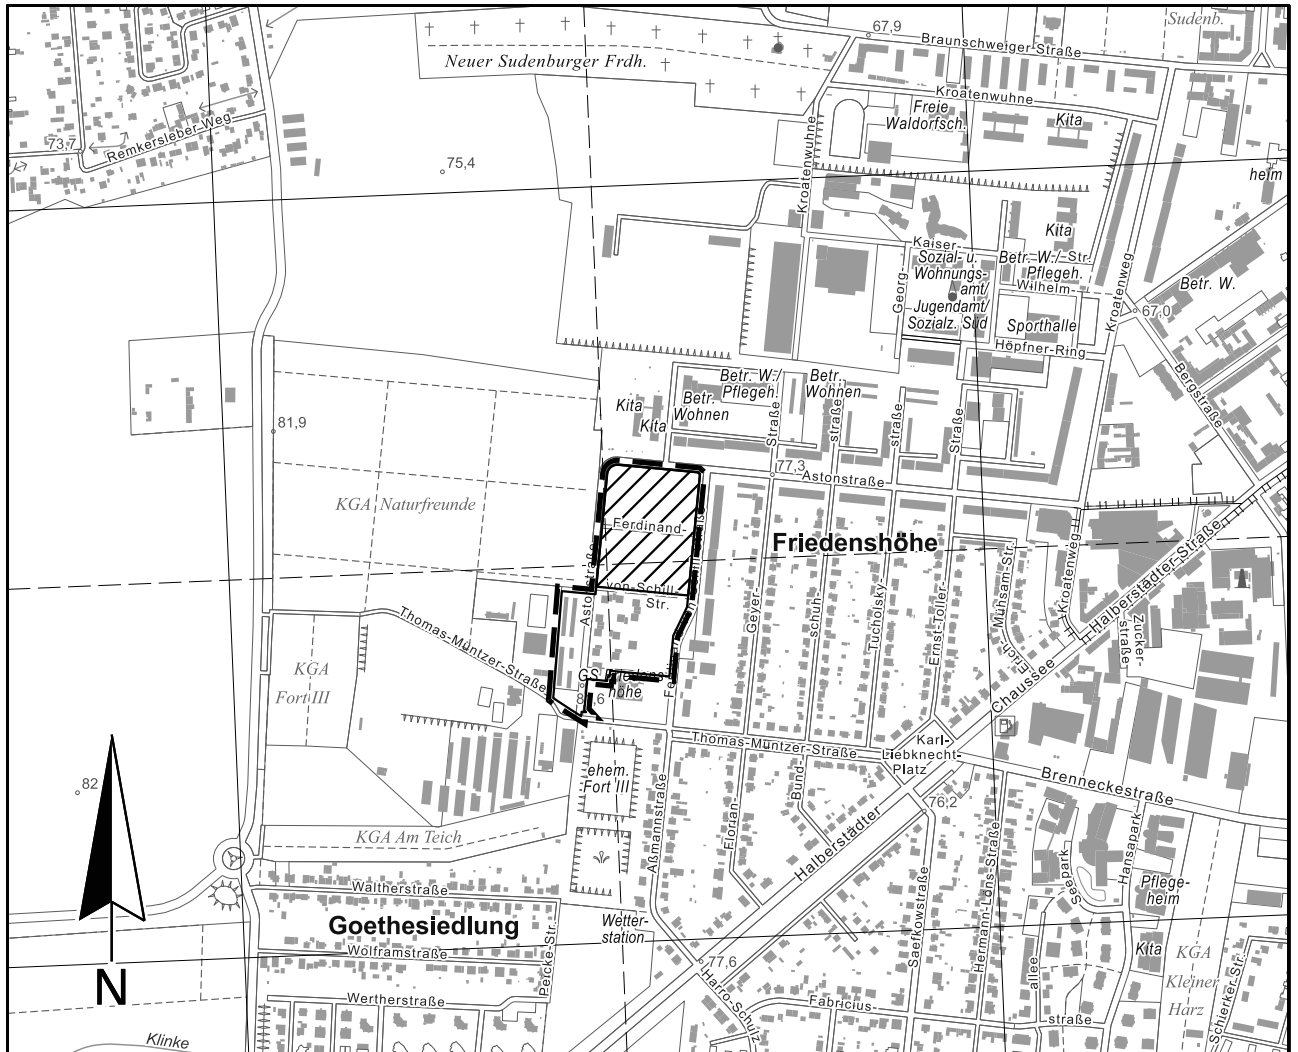 Sudenb.
67,9
Braunschweiger-Straße
Neuer Sudenburger Frdh.
Kroatenwuhne
Freie
Waldorfsch.
Kita
73,7
Remkersleber Weg
75,4
Kroatenwuhne
heim
Kita
Kaiser-
Sozial- u.
Wohnungs-
amt/
Jugendamt/
Sozialz. Süd
Betr. W./
Pflegeh.
Str.
Wilhelm-
Georg-
Kroatenweg
Betr. W.
67,0
Sporthalle
Höpfner-Ring
Bergstraße
Betr. W./
Pflegeh.
Betr.
Wohnen
Betr.
Wohnen
Kita
Kita
Straße
straße
straße
Straße
81,9
77,3
Astonstraße
KGA Naturfreunde
Ferdinand-
Friedenshöhe
von-Schill-
Str.
Astonstraße
Geyer-
schuh-
Tucholsky-
Ernst-Toller-
Erich-
Mühsam-Str.
Kroatenweg
Halberstädter-Straße
Zucker-
straße
Thomas-Müntzer-Straße
KGA
Fort III
GS Friedens-
höhe
Chaussee
Thomas-Müntzer-Straße
Karl-
Liebknecht-
Platz
Brenneckestraße
82
ehem.
Fort III
76,2
Aßmannstraße
Florian-
Bund-
Halberstädter
KGA Am Teich
Seepark
Hansapark
Pflege-
heim
Waltherstraße
Goethesiedlung
Wetter-
station
Saefkowstraße
Hermann-Löns-Straße
allee
Kita
KGA
Kleiner
Harz
Wolframstraße
Peicke-Str.
77,6
Harro-Schulz
Schierker-Str.
N
Wertherstraße
Fabricius-
straße
Klinke